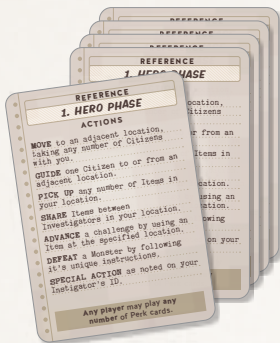 REFERENCE
REFERENCE
REFERENCE
REFERENCE
1. HERO PHASE
ACTIONS
MOVE to an adjacent location,
taking any number of Citizens
with you.
GUIDE one Citizen to or from an
adjacent location.
PICK UP any number of Items in
your location.
SHARE Items between
Investigators in your location.
ADVANCE a challenge by using an
Item at the specified location.
DEFEAT a Monster by following
it's unique instructions.
SPECIAL ACTION as noted on your
Instigator's ID.
Any player may play any
number of Perk cards.